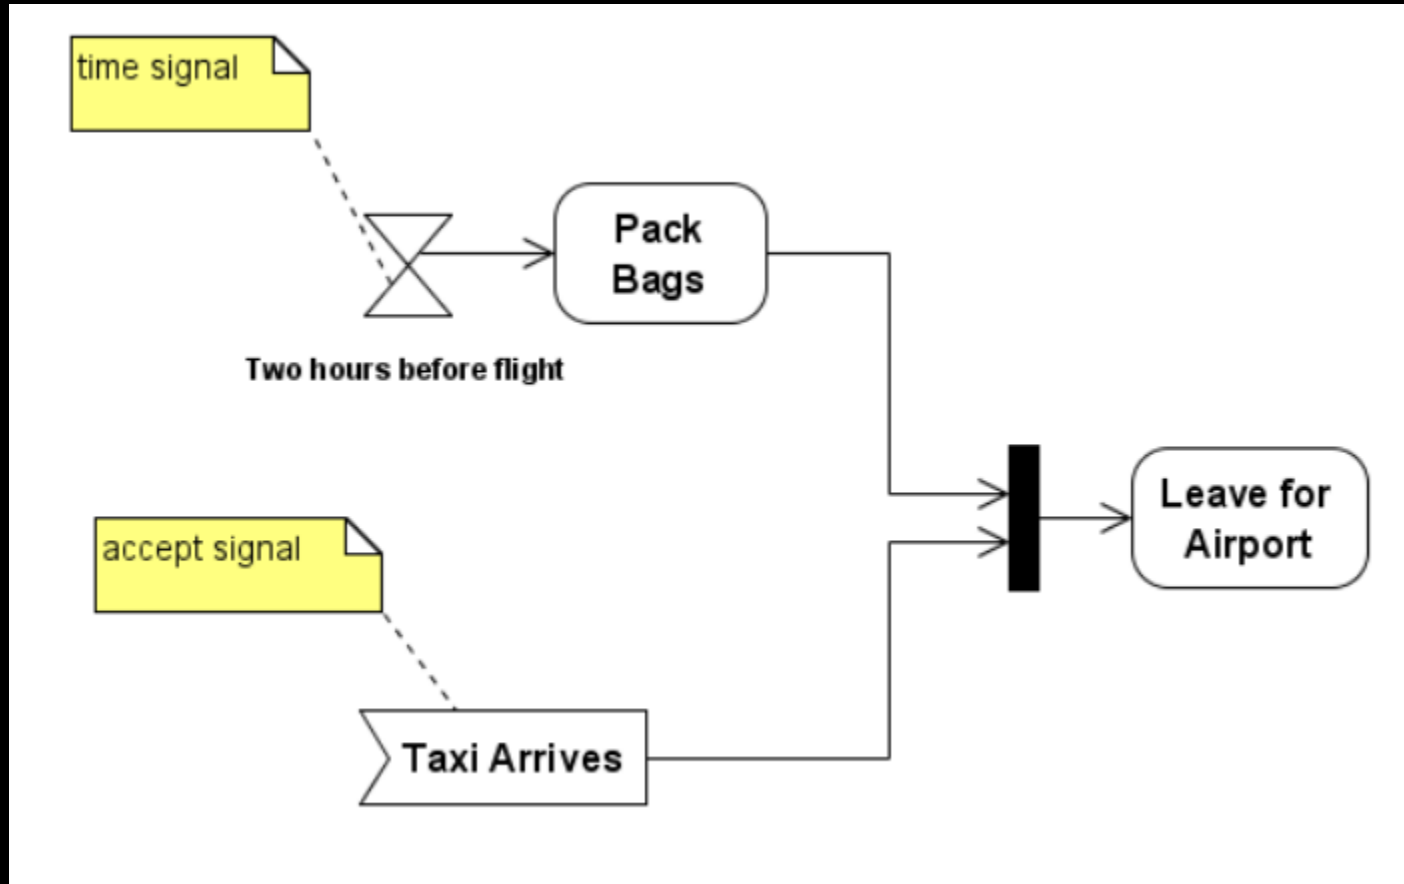 time signal
Pack
Bags
Two hours before flight
Leave for
Airport
accept signal
Taxi Arrives